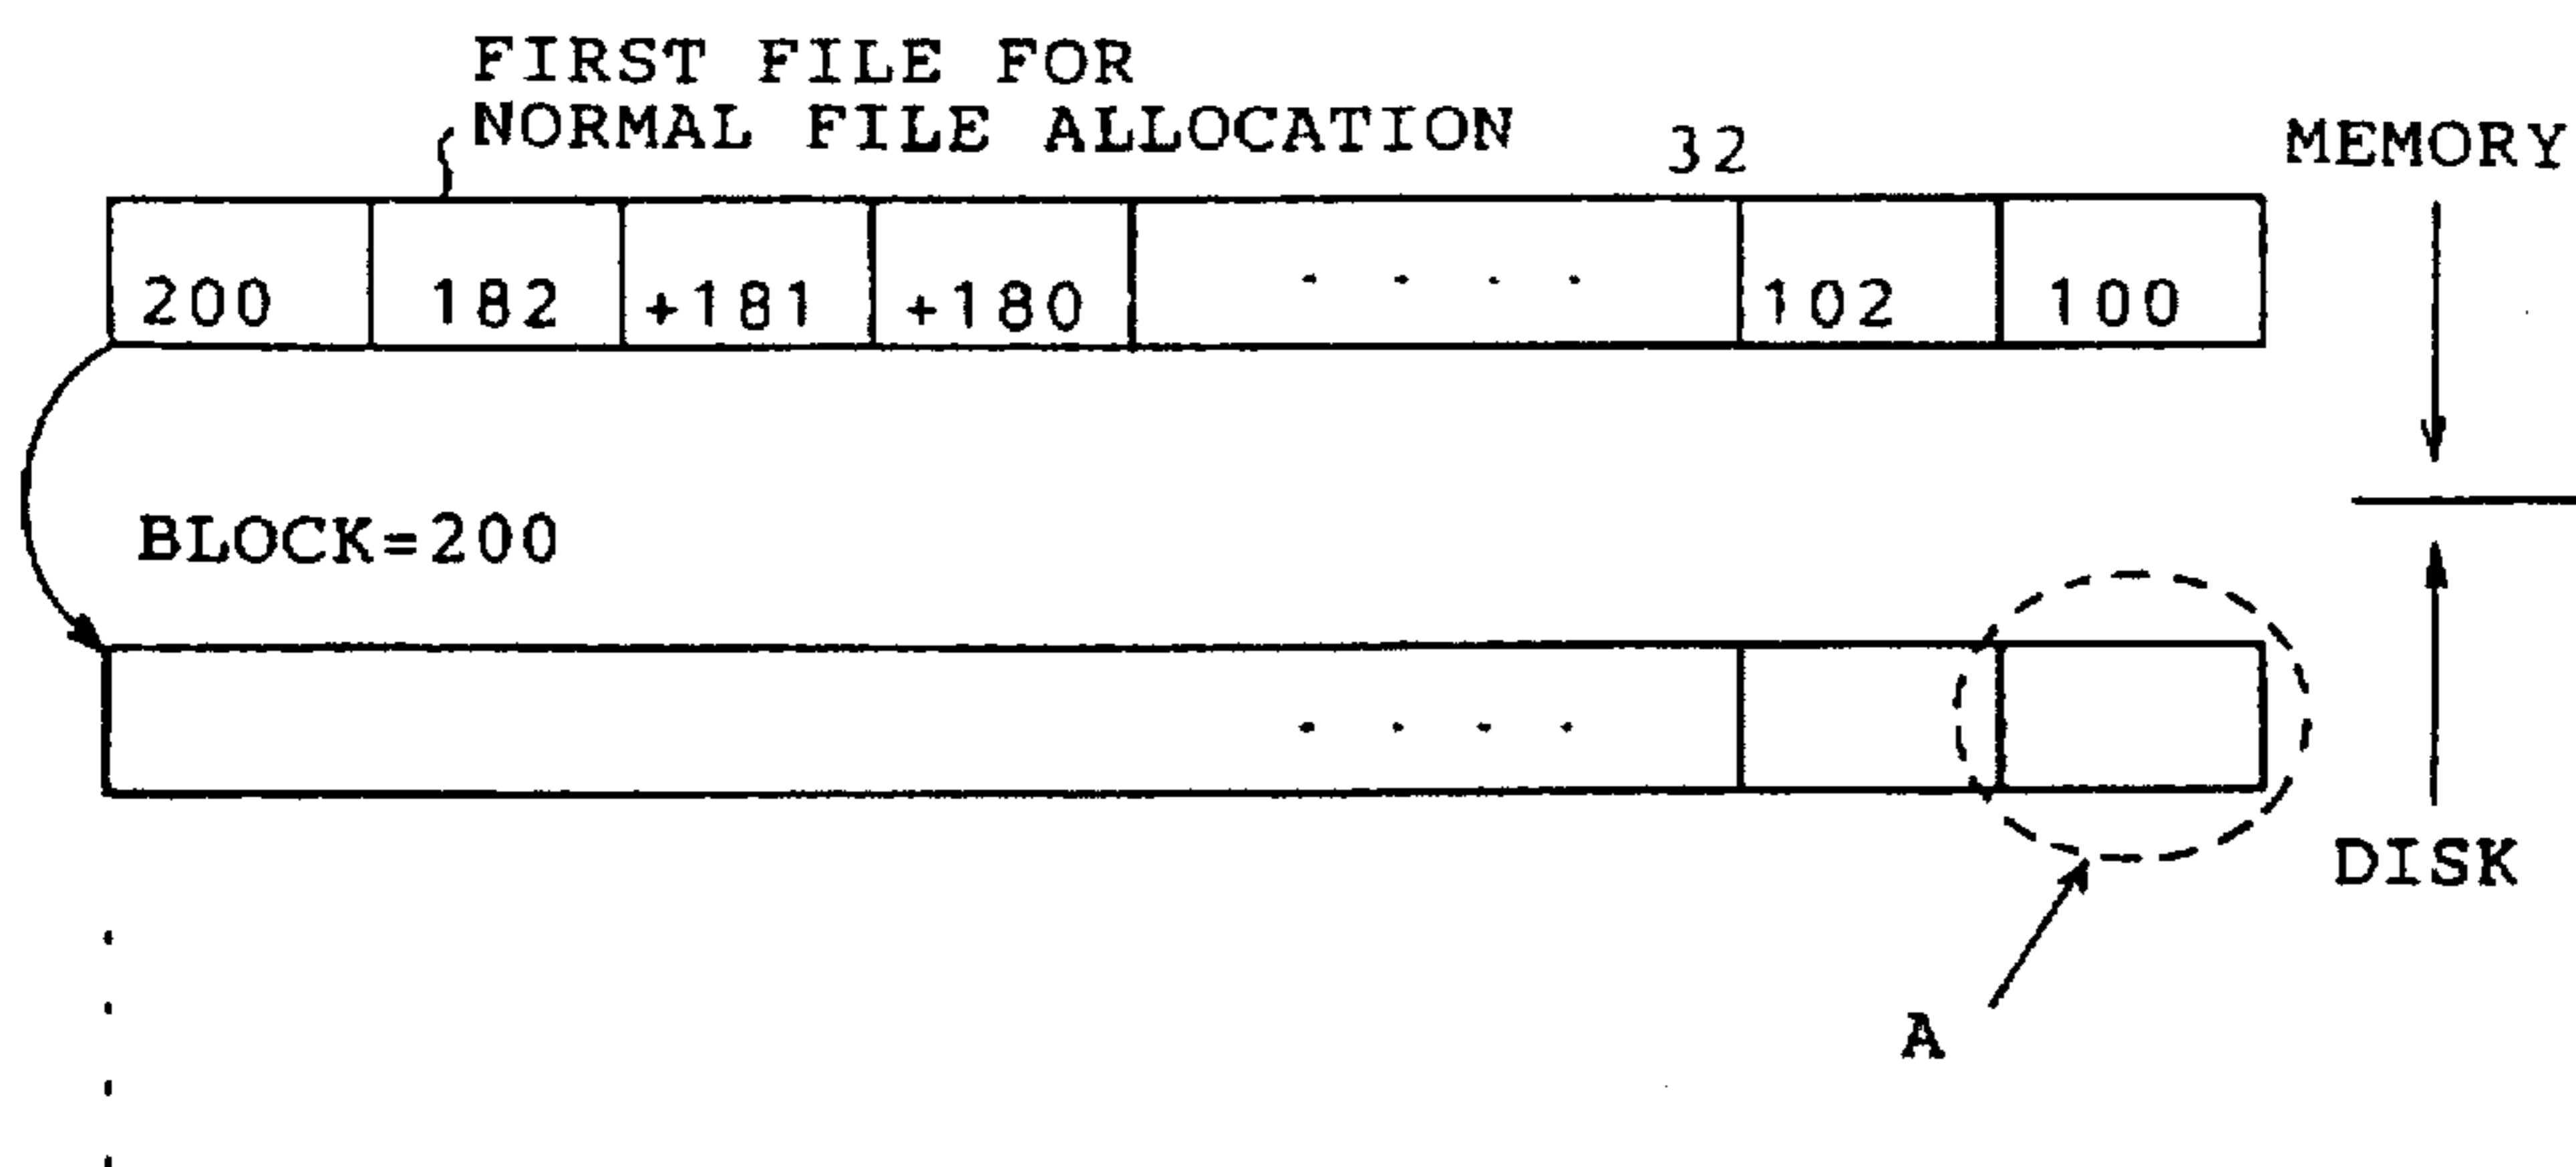 FIRST FILE FOR
NORMAL FILE ALLOCATION
32
MEMORY
200 182 +181 +180 . . . . 102 100
BLOCK=200
. . . .
DISK
A